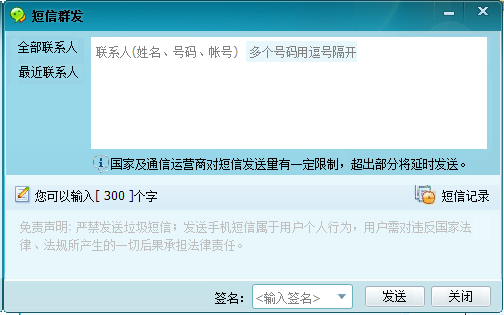 短信群发
全部联系人
最近联系人
联系人(姓名、号码、帐号) 多个号码用逗号隔开
国家及通信运营商对短信发送里有一定限制，超出部分将延时发送。
您可以输入[ 300 ]个字
短信记录
免责声明: 严禁发送垃圾短信；发送手机短信属于用户个人行为，用户需对违反国家法
律、法规所产生的一切后果承担法律责任。
签名：
<输入签名>
发送
关闭